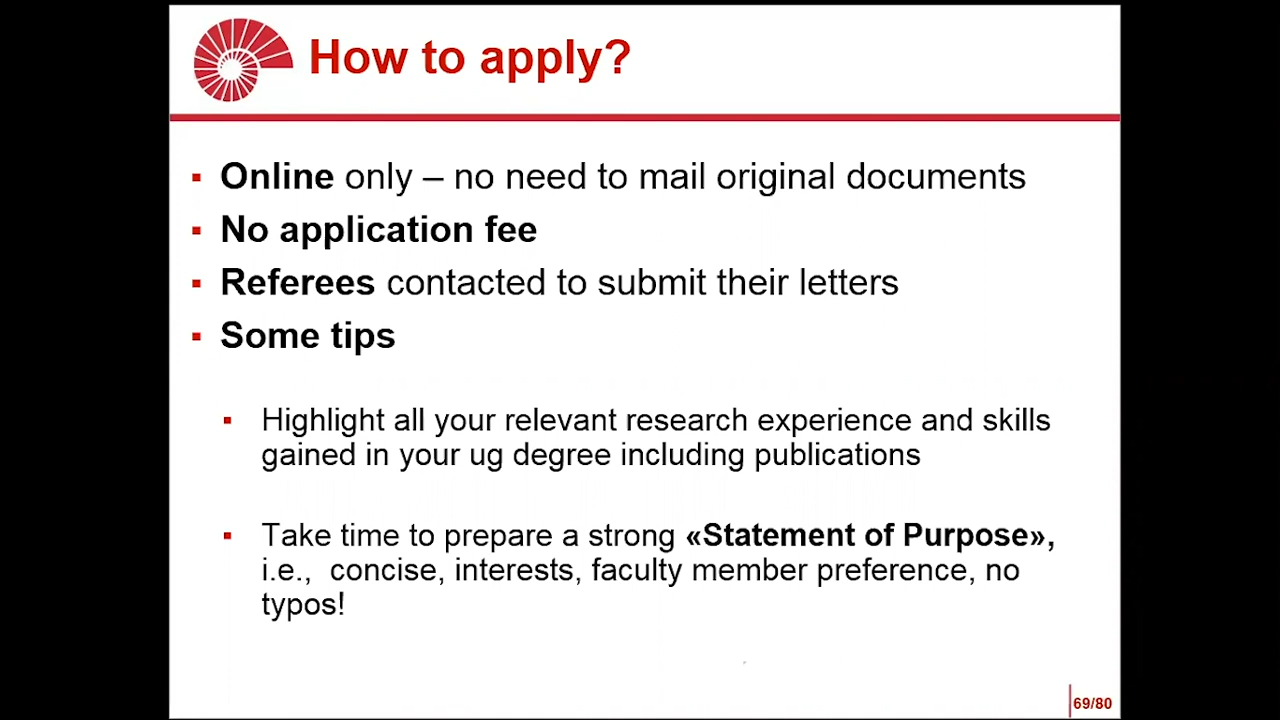 How to apply?
▪ Online only – no need to mail original documents
▪ No application fee
▪ Referees contacted to submit their letters
▪ Some tips
▪ Highlight all your relevant research experience and skills
gained in your ug degree including publications
▪ Take time to prepare a strong «Statement of Purpose»,
i.e., concise, interests, faculty member preference, no
typos!
69/80